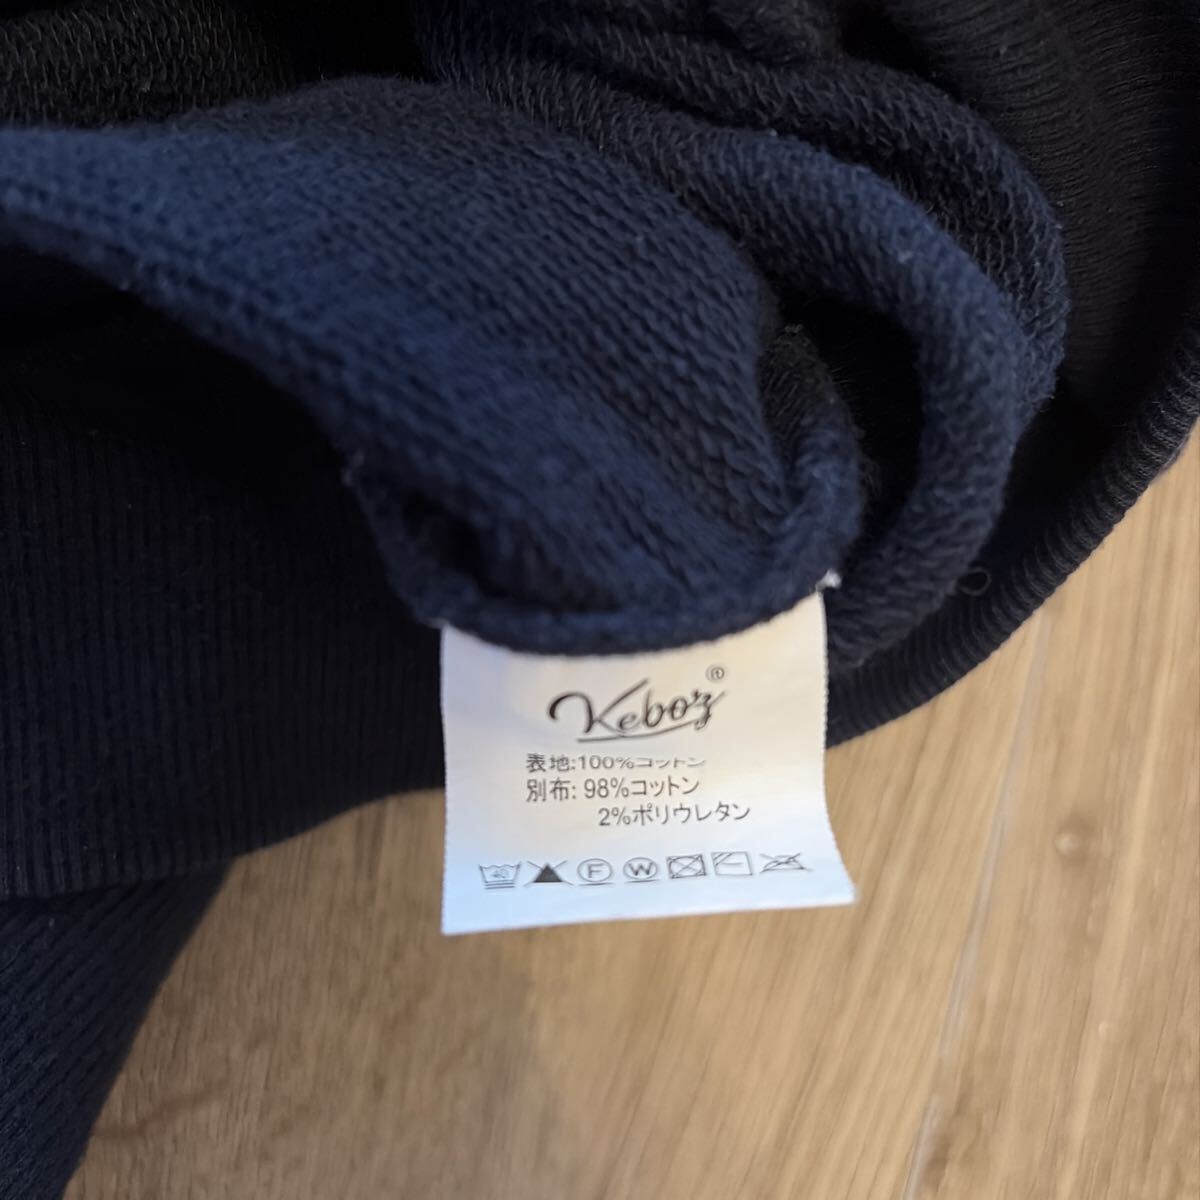 Keboz®
表地:100%コットン
別布: 98%コットン
2%ポリウレタン
40 F W